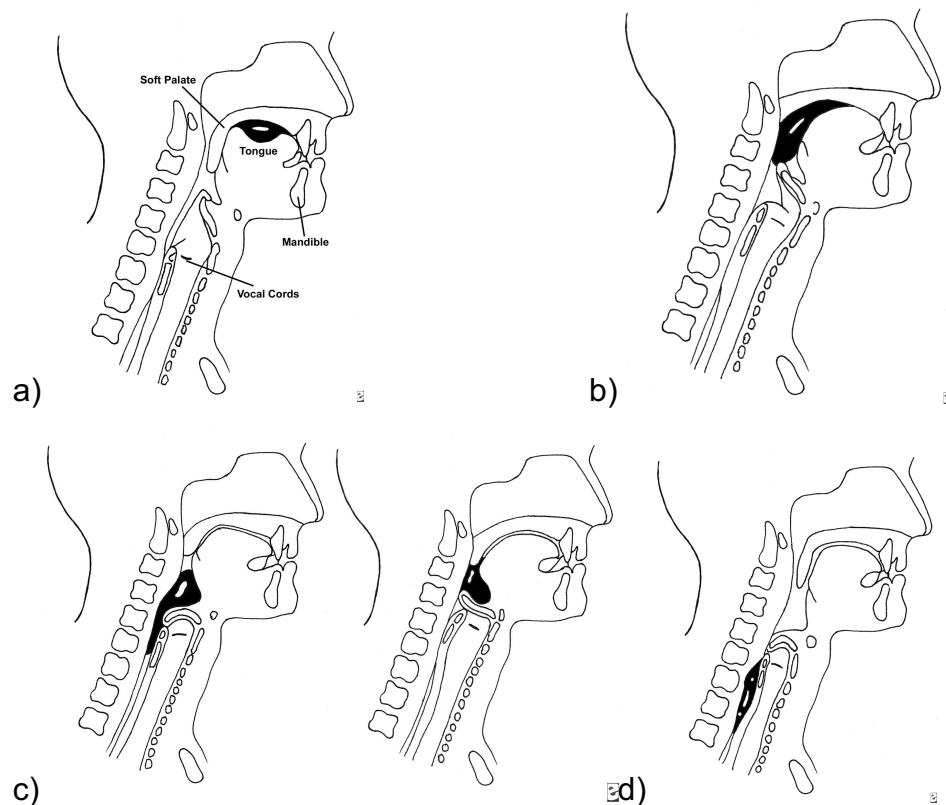 Soft Palate
Tongue
Mandible
Vocal Cords
a)
b)
c)
d)